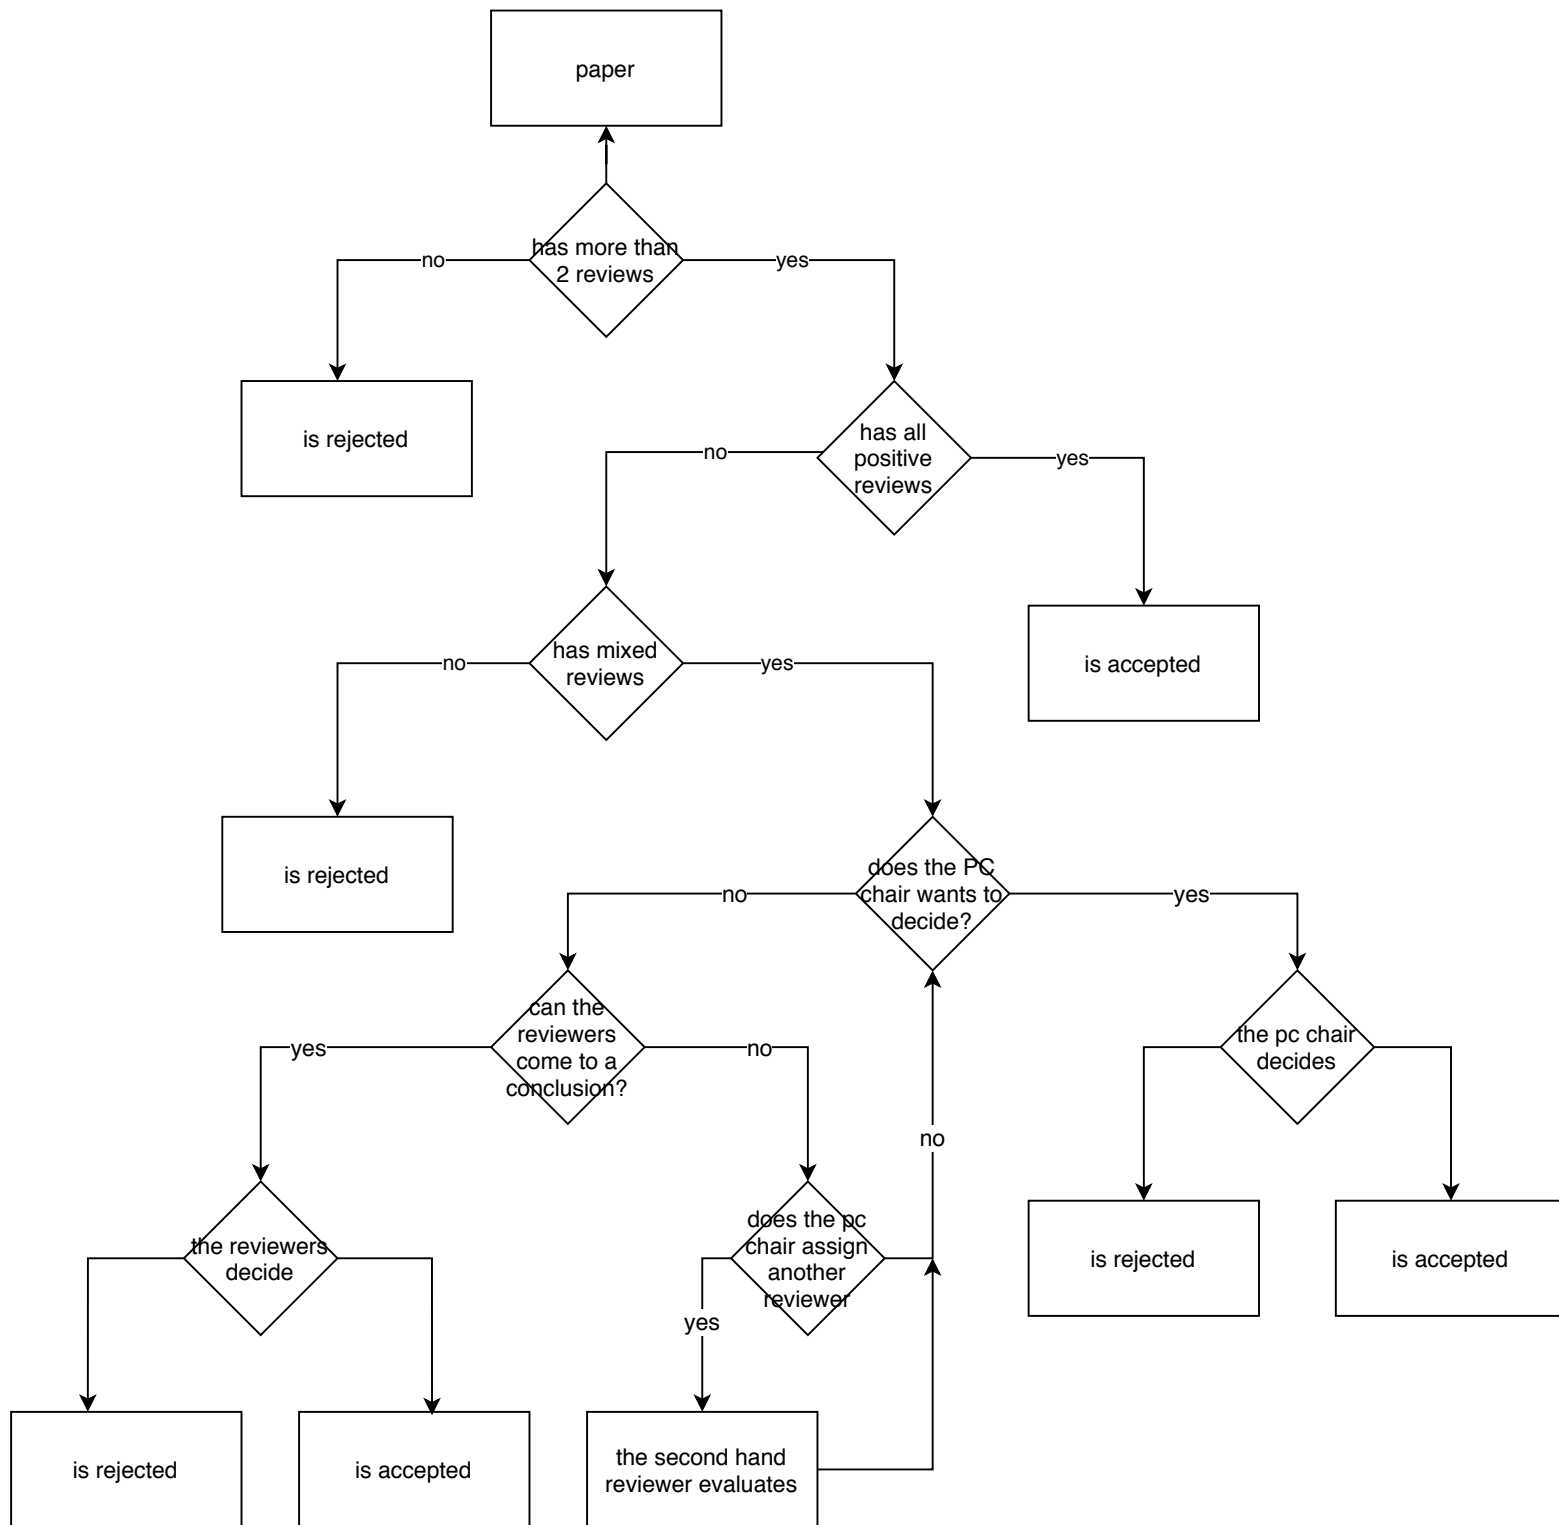 paper
has more than
2 reviews
no
yes
is rejected
has all
positive
reviews
no
yes
has mixed
reviews
no
yes
is accepted
is rejected
does the PC
chair wants to
decide?
no
yes
can the
reviewers
come to a
conclusion?
the pc chair
decides
yes
no
no
the reviewers
decide
does the pc
chair assign
another
reviewer
is rejected
is accepted
yes
is rejected
is accepted
the second hand
reviewer evaluates